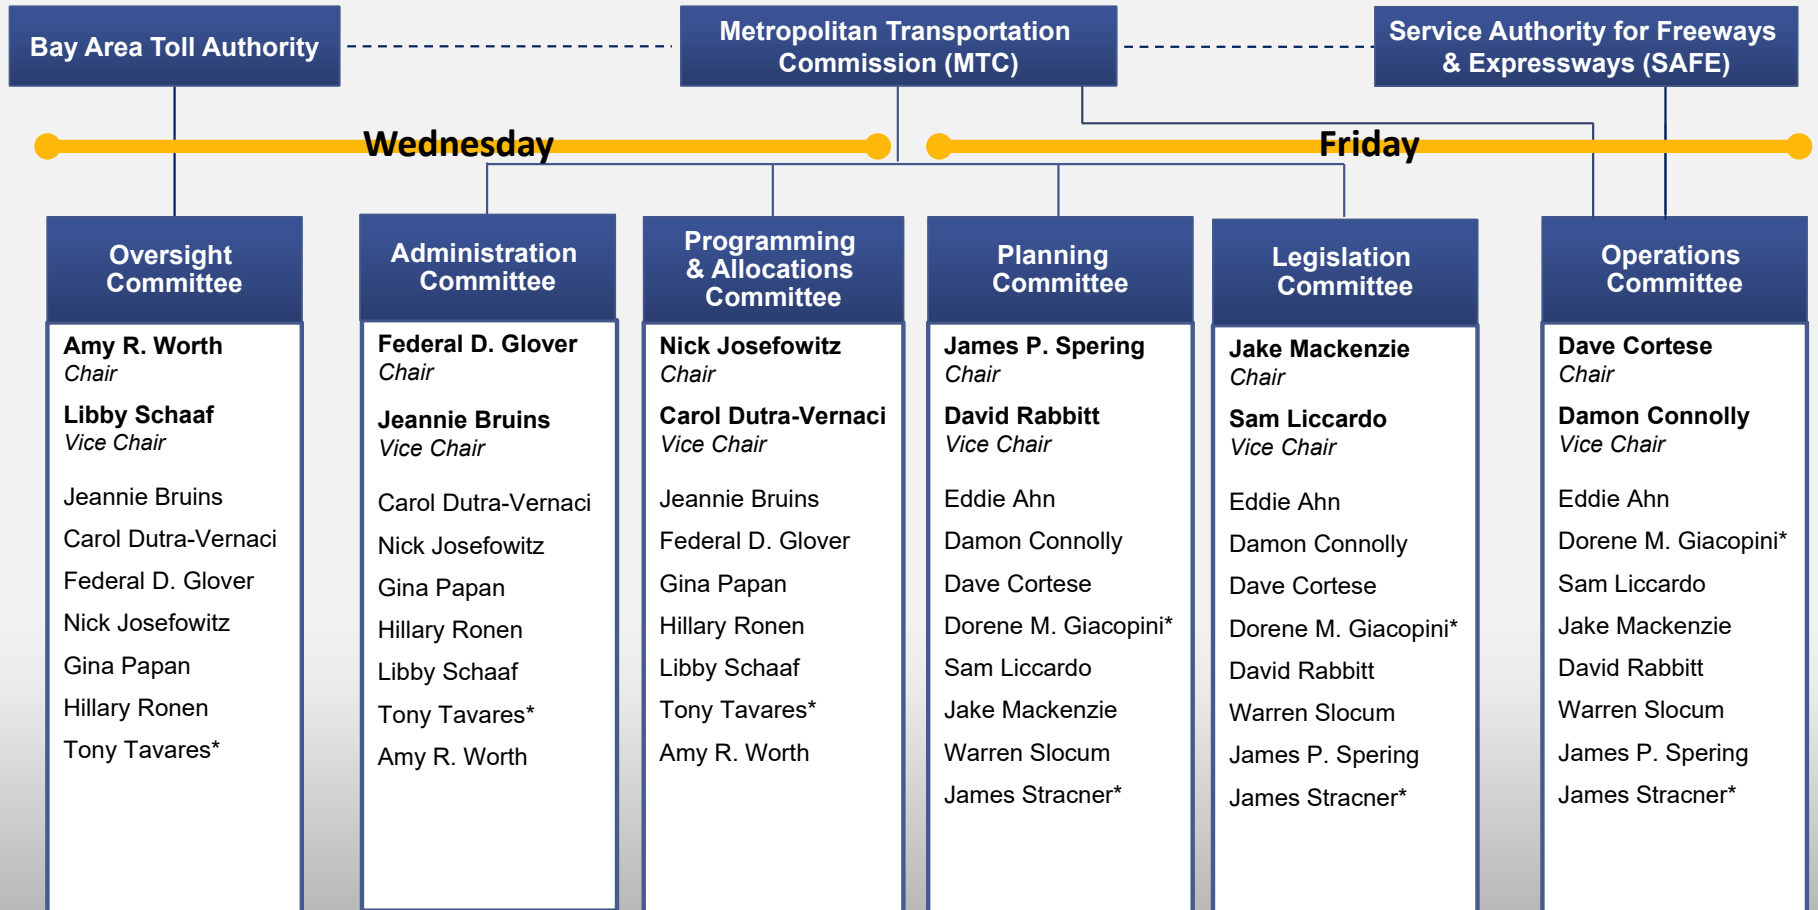 Bay Area Toll Authority
Metropolitan Transportation
Commission (MTC)
Service Authority for Freeways
& Expressways (SAFE)
Wednesday
Friday
Oversight
Committee
Amy R. Worth
Chair
Libby Schaaf
Vice Chair
Jeannie Bruins
Carol Dutra-Vernaci
Federal D. Glover
Nick Josefowitz
Gina Papan
Hillary Ronen
Tony Tavares*
Administration
Committee
Federal D. Glover
Chair
Jeannie Bruins
Vice Chair
Carol Dutra-Vernaci
Nick Josefowitz
Gina Papan
Hillary Ronen
Libby Schaaf
Tony Tavares*
Amy R. Worth
Programming
& Allocations
Committee
Nick Josefowitz
Chair
Carol Dutra-Vernaci
Vice Chair
Jeannie Bruins
Federal D. Glover
Gina Papan
Hillary Ronen
Libby Schaaf
Tony Tavares*
Amy R. Worth
Planning
Committee
James P. Spering
Chair
David Rabbitt
Vice Chair
Eddie Ahn
Damon Connolly
Dave Cortese
Dorene M. Giacopini*
Sam Liccardo
Jake Mackenzie
Warren Slocum
James Stracner*
Legislation
Committee
Jake Mackenzie
Chair
Sam Liccardo
Vice Chair
Eddie Ahn
Damon Connolly
Dave Cortese
Dorene M. Giacopini*
David Rabbitt
Warren Slocum
James P. Spering
James Stracner*
Operations
Committee
Dave Cortese
Chair
Damon Connolly
Vice Chair
Eddie Ahn
Dorene M. Giacopini*
Sam Liccardo
Jake Mackenzie
David Rabbitt
Warren Slocum
James P. Spering
James Stracner*